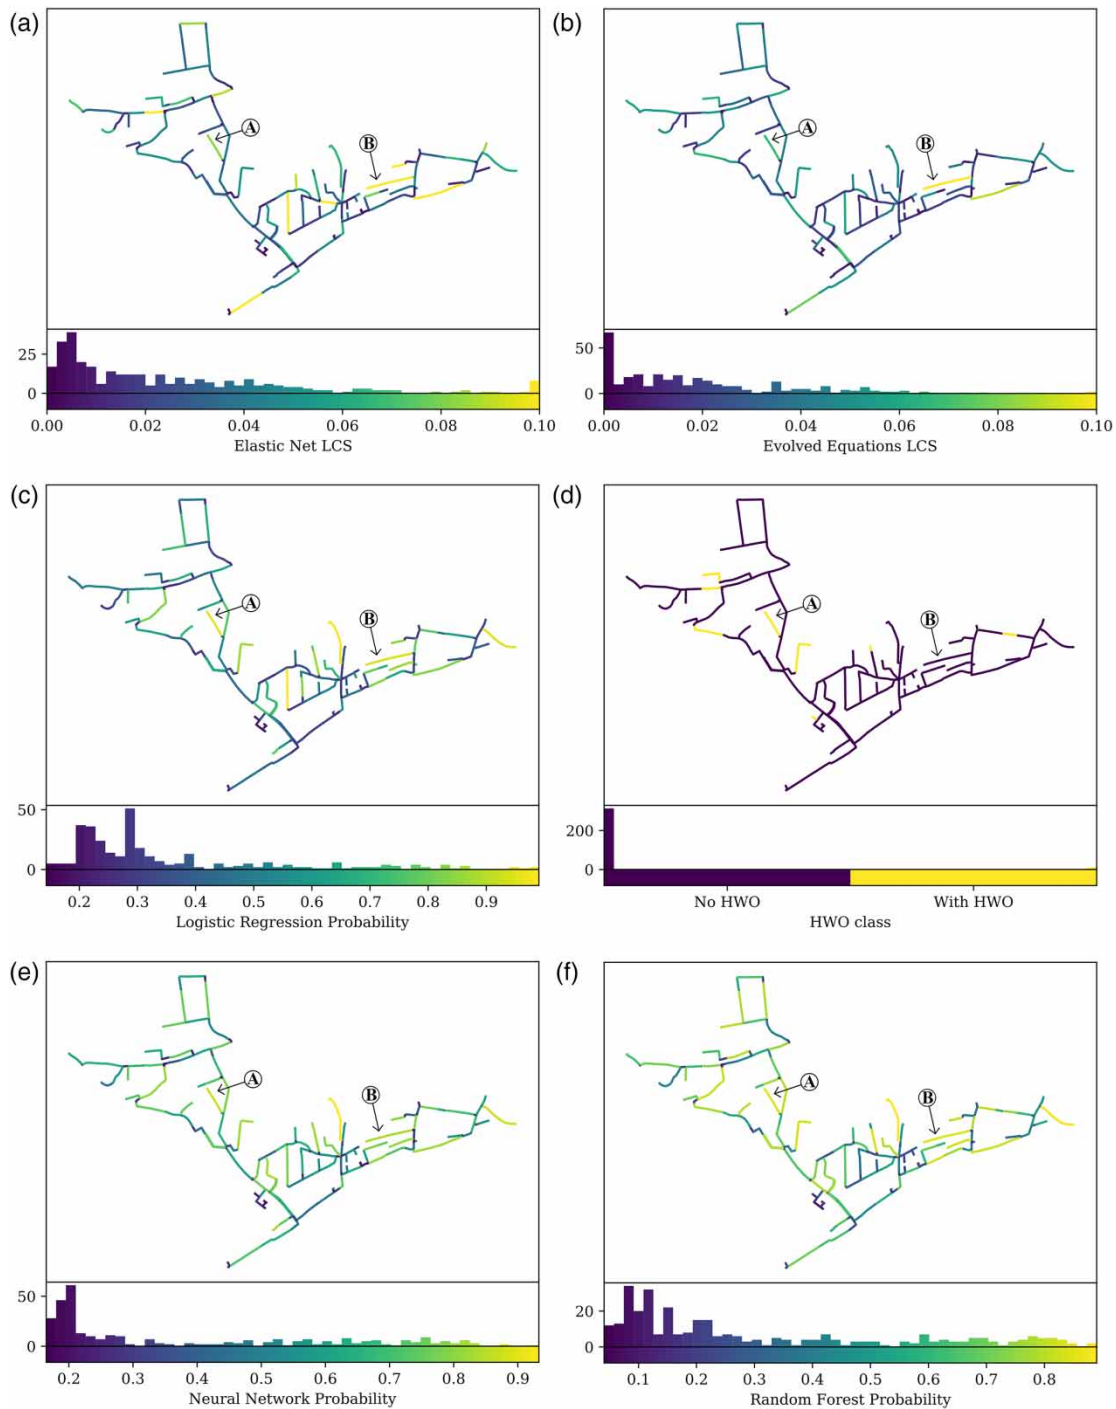 (a)
A
B
25
0
0.00 0.02 0.04 0.06 0.08 0.10
Elastic Net LCS
(b)
A
B
50
0
0.00 0.02 0.04 0.06 0.08 0.10
Evolved Equations LCS
(c)
A
B
50
0
0.2 0.3 0.4 0.5 0.6 0.7 0.8 0.9
Logistic Regression Probability
(d)
A
B
200
0
No HWO With HWO
HWO class
(e)
A
B
50
0
0.2 0.3 0.4 0.5 0.6 0.7 0.8 0.9
Neural Network Probability
(f)
A
B
20
0
0.1 0.2 0.3 0.4 0.5 0.6 0.7 0.8
Random Forest Probability